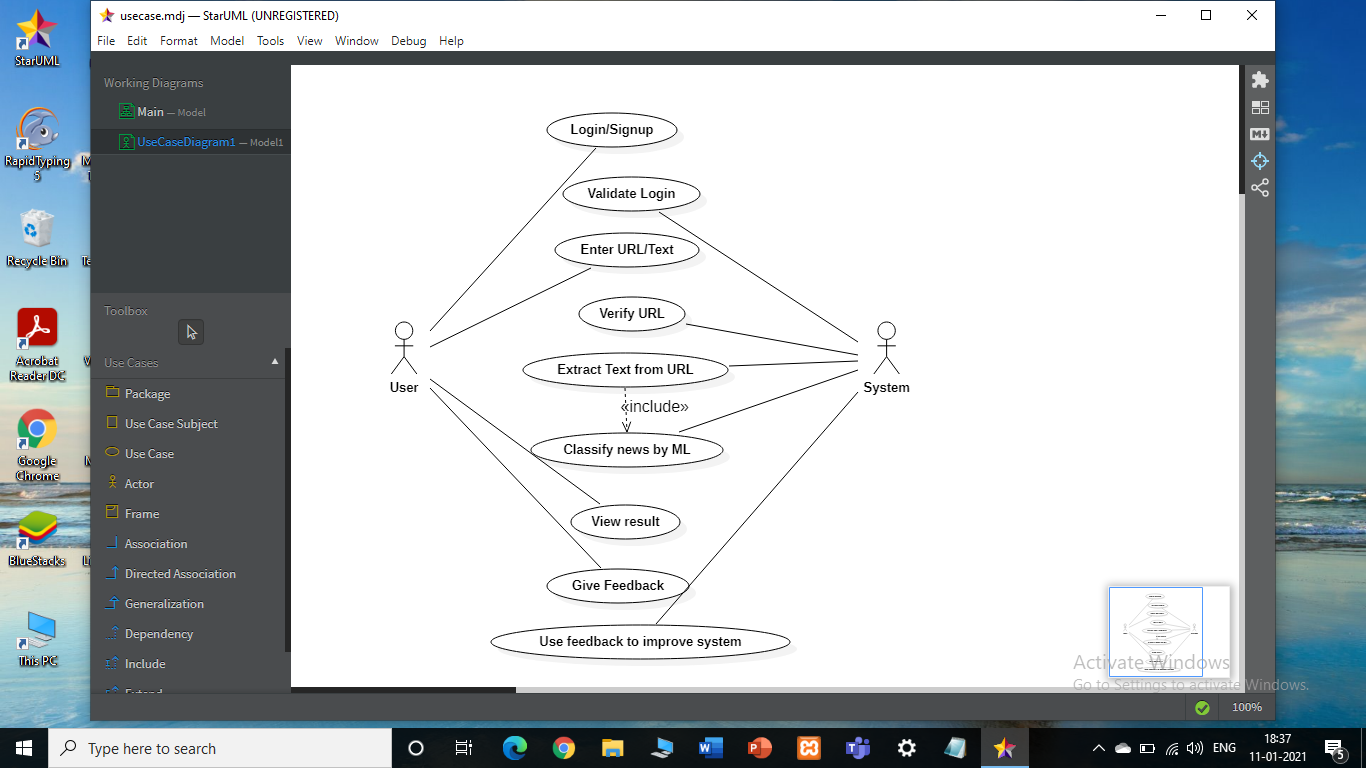 usecase.mdj — StarUML (UNREGISTERED)
File Edit Format Model Tools View Window Debug Help
StarUML
RapidTyping
5
Recycle Bin
Acrobat
Reader DC
Google
Chrome
BlueStacks
This PC
Working Diagrams
Main — Model
UseCaseDiagram1 — Model1
Toolbox
Use Cases
Package
Use Case Subject
Use Case
Actor
Frame
Association
Directed Association
Generalization
Dependency
Include
Extend
Login/Signup
Validate Login
Enter URL/Text
Verify URL
Extract Text from URL
User
System
«include»
Classify news by ML
View result
Give Feedback
Use feedback to improve system
M
Activate Windows
Go to Settings to activate Windows.
100%
Type here to search
ENG
18:37
11-01-2021
5